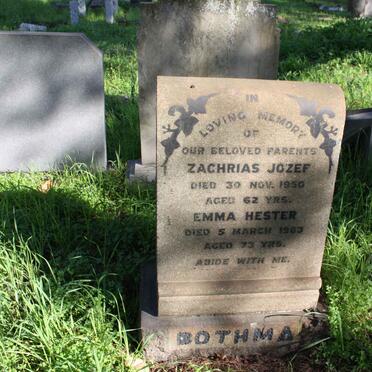 IN
LOVING MEMORY
OF
OUR BELOVED PARENTS
ZACHRIAS JOZEF
DIED 30 NOV. 1950
AGED 62 YRS.
EMMA HESTER
DIED 5 MARCH 1963
AGED 73 YRS.
ABIDE WITH ME.
BOTHMA